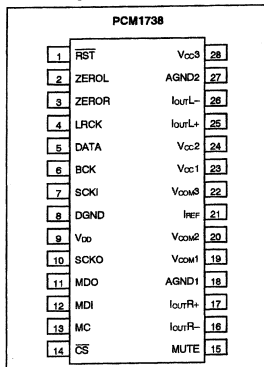 PCM1738
1 RST VCC3 28
2 ZEROL AGND2 27
3 ZEROR IOUTL– 26
4 LRCK IOUTL+ 25
5 DATA VCC2 24
6 BCK VCC1 23
7 SCKI VCOM3 22
8 DGND IREF 21
9 VDD VCOM2 20
10 SCKO VCOM1 19
11 MDO AGND1 18
12 MDI IOUTR+ 17
13 MC IOUTR– 16
14 CS MUTE 15